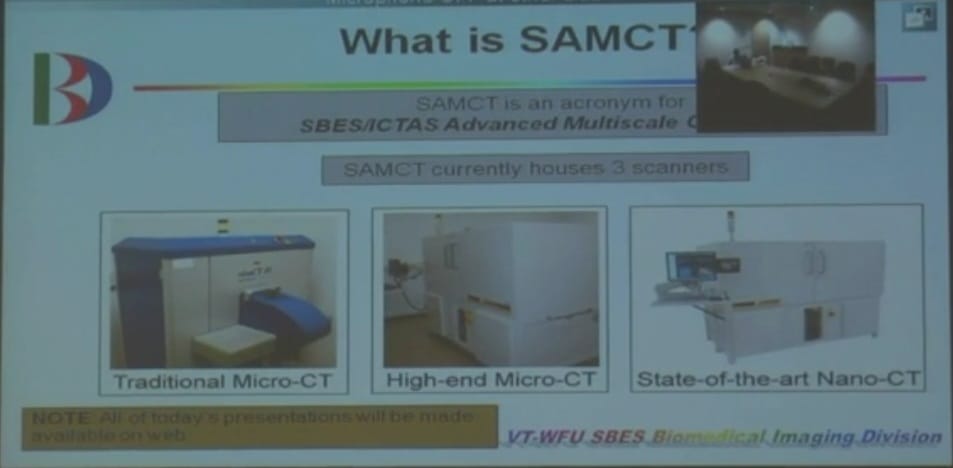 What is SAMCT?
SAMCT is an acronym for
SBES/ICTAS Advanced Multiscale
SAMCT currently houses 3 scanners
Traditional Micro-CT
High-end Micro-CT
State-of-the-art Nano-CT
NOTE: All of today's presentations will be made
available on web
VT-WFU SBES Biomedical Imaging Division